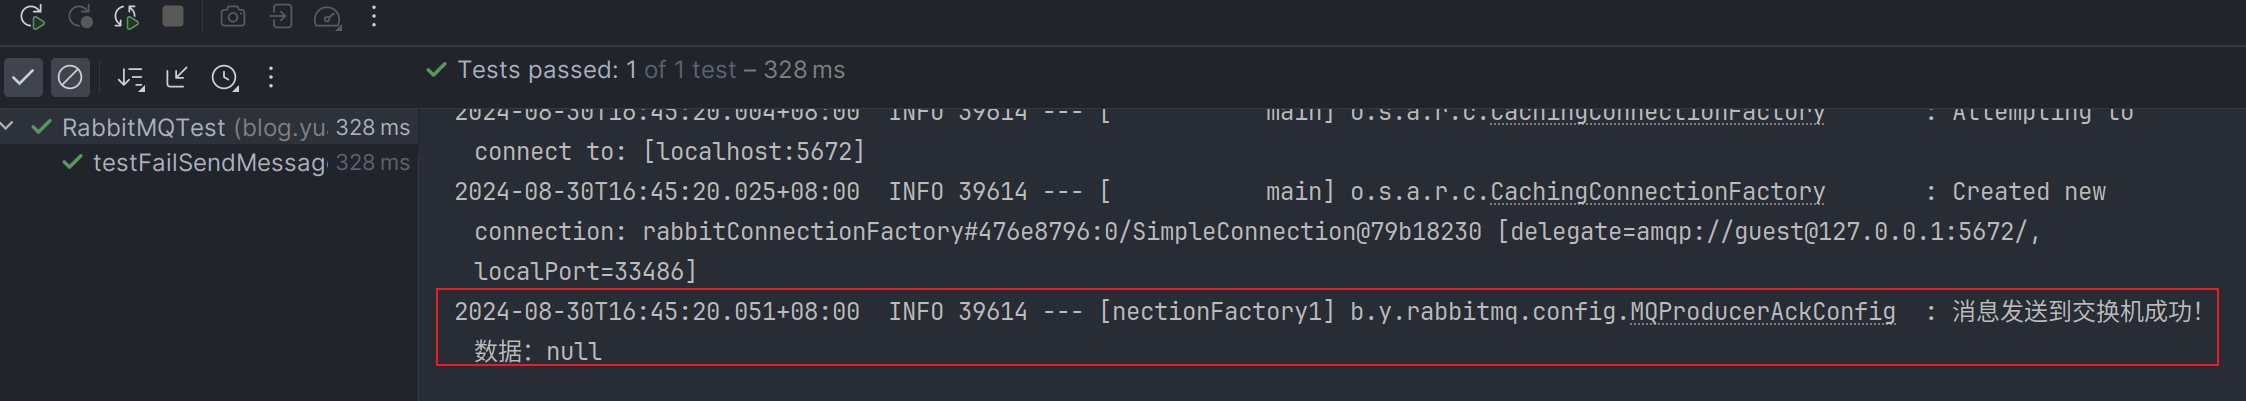 Tests passed: 1 of 1 test – 328 ms
RabbitMQTest (blog.yu 328 ms
testFailSendMessag 328 ms
2024-08-30T16:45:20.004+08:00  INFO 39614 --- [           main] o.s.a.r.c.CachingConnectionFactory       : Attempting to
connect to: [localhost:5672]
2024-08-30T16:45:20.025+08:00  INFO 39614 --- [           main] o.s.a.r.c.CachingConnectionFactory       : Created new
connection: rabbitConnectionFactory#476e8796:0/SimpleConnection@79b18230 [delegate=amqp://guest@127.0.0.1:5672/,
localPort=33486]
2024-08-30T16:45:20.051+08:00  INFO 39614 --- [nectionFactory1] b.y.rabbitmq.config.MQProducerAckConfig  : 消息发送到交换机成功！
数据：null